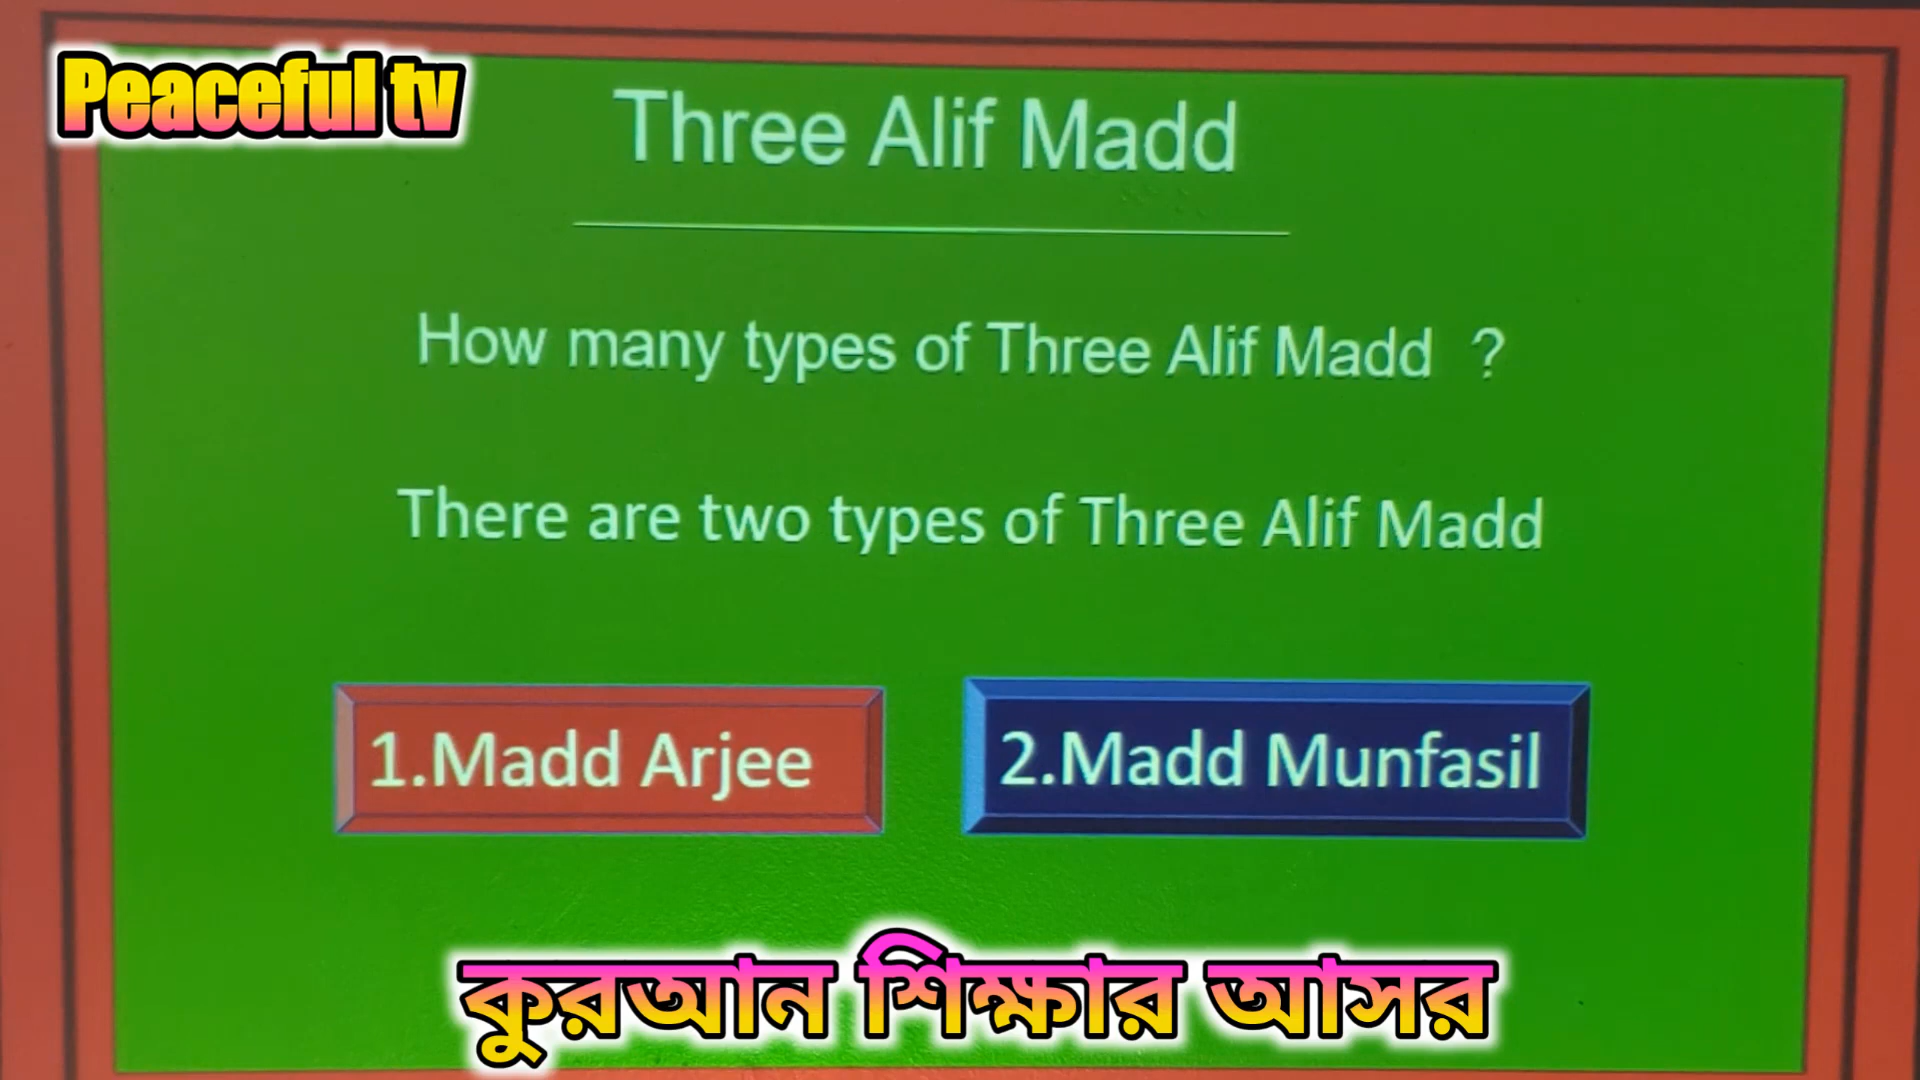 Peaceful tv
Three Alif Madd
How many types of Three Alif Madd ?
There are two types of Three Alif Madd
1.Madd Arjee
2.Madd Munfasil
কুরআন শিক্ষার আসর